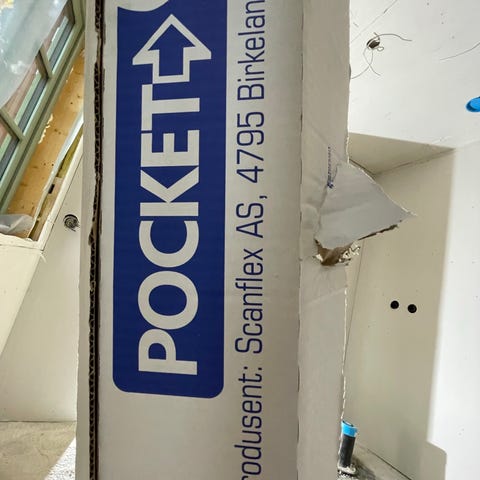 POCKET
rodusent: Scanflex AS, 4795 Birkelan